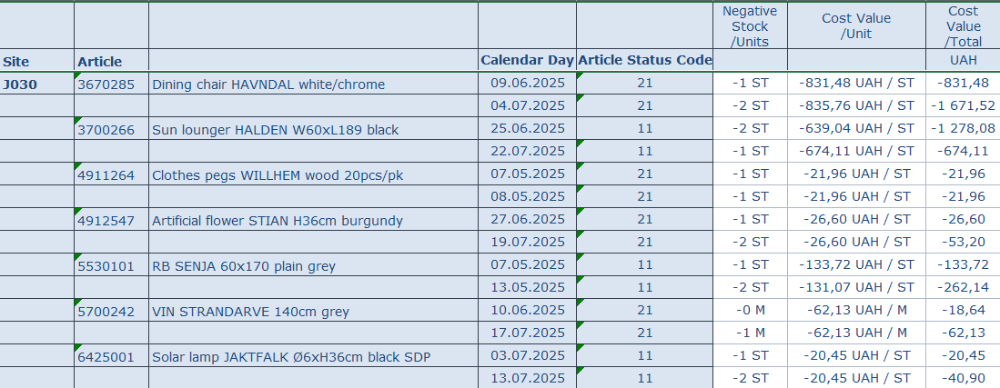 Negative Stock /Units Cost Value /Unit Cost Value /Total
Site Article Calendar Day Article Status Code UAH
J030 3670285 Dining chair HAVNDAL white/chrome 09.06.2025 21 -1 ST -831,48 UAH / ST -831,48
04.07.2025 21 -2 ST -835,76 UAH / ST -1 671,52
3700266 Sun lounger HALDEN W60xL189 black 25.06.2025 11 -2 ST -639,04 UAH / ST -1 278,08
22.07.2025 11 -1 ST -674,11 UAH / ST -674,11
4911264 Clothes pegs WILLHEM wood 20pcs/pk 07.05.2025 21 -1 ST -21,96 UAH / ST -21,96
08.05.2025 21 -1 ST -21,96 UAH / ST -21,96
4912547 Artificial flower STIAN H36cm burgundy 27.06.2025 21 -1 ST -26,60 UAH / ST -26,60
19.07.2025 21 -2 ST -26,60 UAH / ST -53,20
5530101 RB SENJA 60x170 plain grey 07.05.2025 11 -1 ST -133,72 UAH / ST -133,72
13.05.2025 11 -2 ST -131,07 UAH / ST -262,14
5700242 VIN STRANDARVE 140cm grey 10.06.2025 21 -0 M -62,13 UAH / M -18,64
17.07.2025 21 -1 M -62,13 UAH / M -62,13
6425001 Solar lamp JAKTFALK Ø6xH36cm black SDP 03.07.2025 11 -1 ST -20,45 UAH / ST -20,45
13.07.2025 11 -2 ST -20,45 UAH / ST -40,90